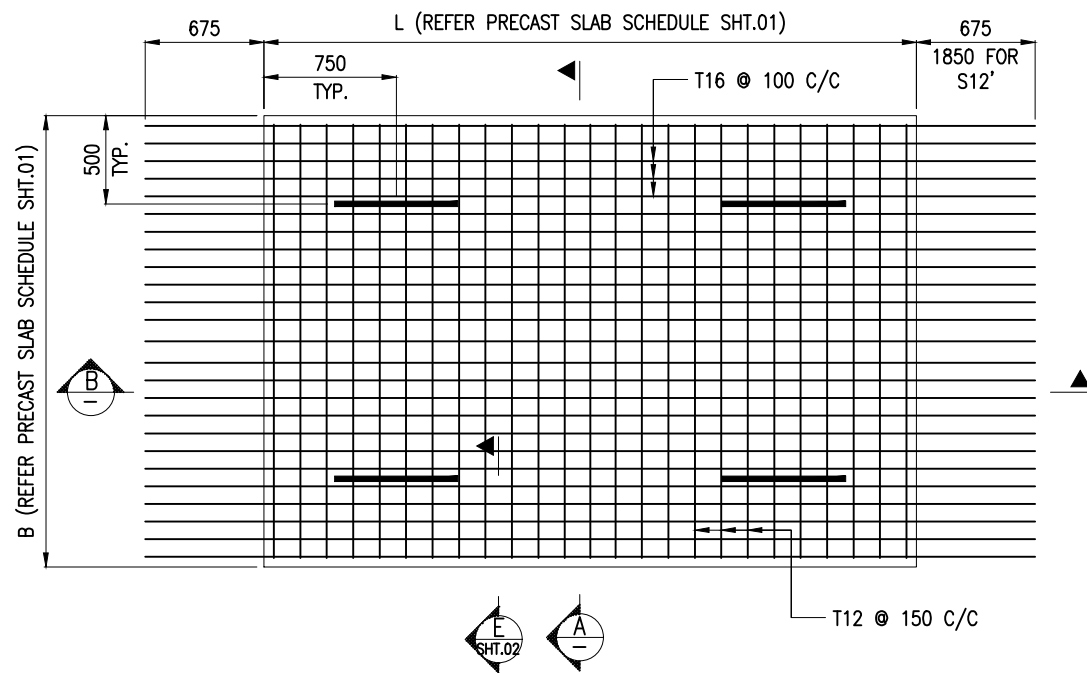 L (REFER PRECAST SLAB SCHEDULE SHT.01)
675
675
1850 FOR
S12'
750
TYP.
T16 @ 100 C/C
500
TYP.
B (REFER PRECAST SLAB SCHEDULE SHT.01)
B
–
T12 @ 150 C/C
E
SHT.02
A
–